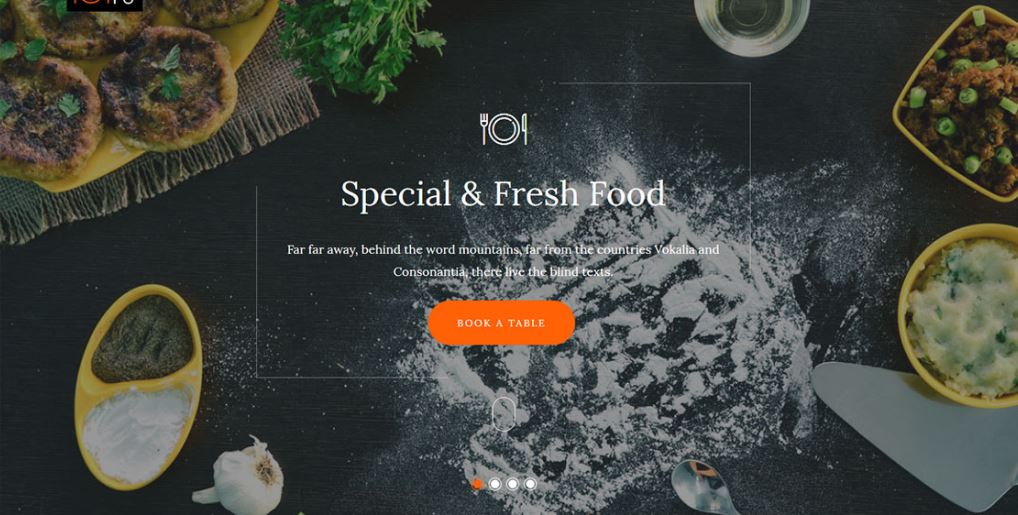 Special & Fresh Food
Far far away, behind the word mountains, far from the countries Vokalia and
Consonantia, there live the blind texts.
BOOK A TABLE